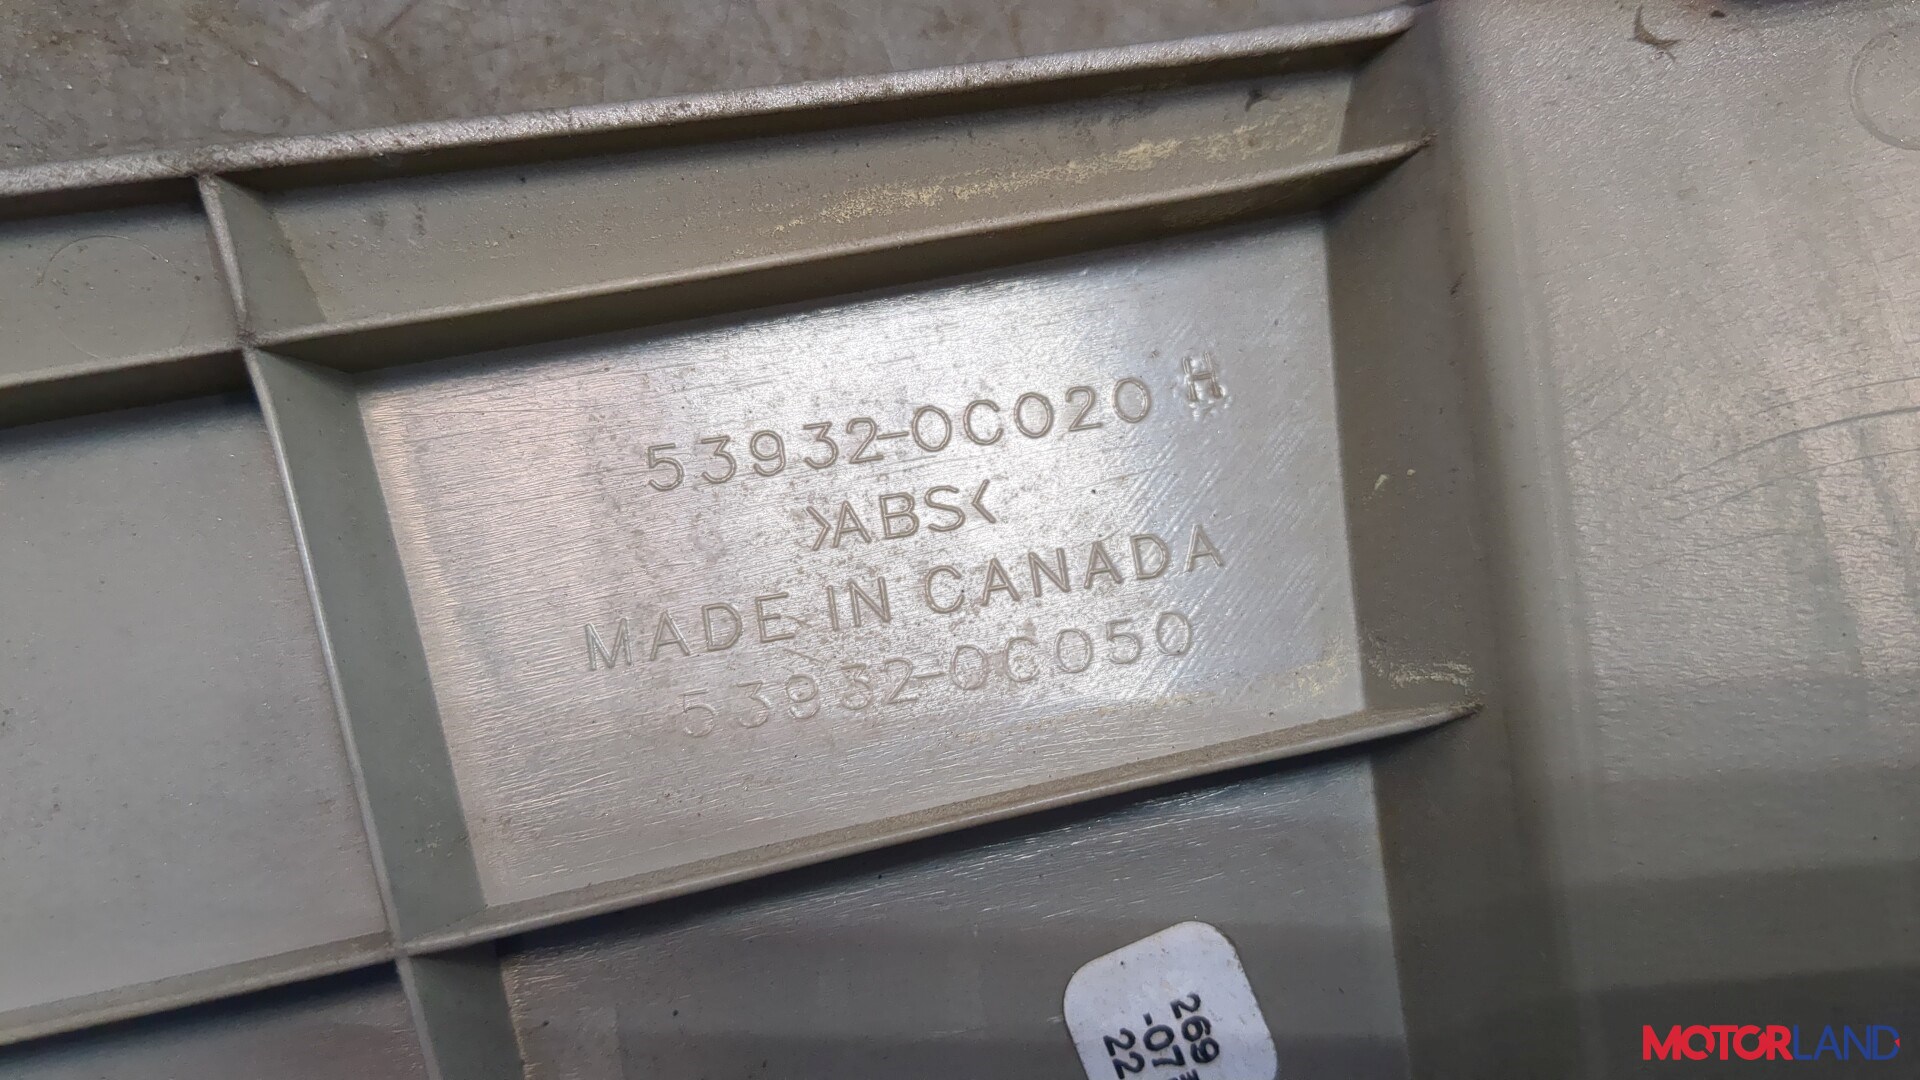 53932-0C020 H
>ABS<
MADE IN CANADA
53932-0C050
269
-07
22
MOTORLAND